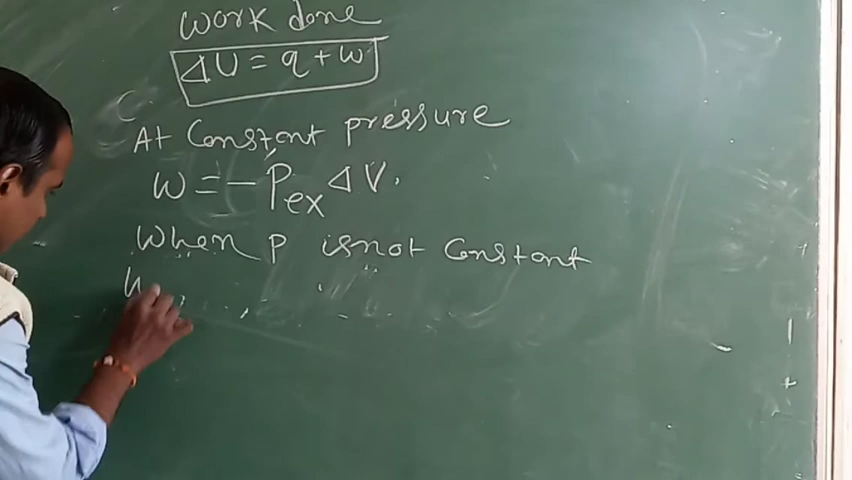 Work done
ΔU = q + w
At Constant pressure
w = - Pex ΔV.
When p is not Constant